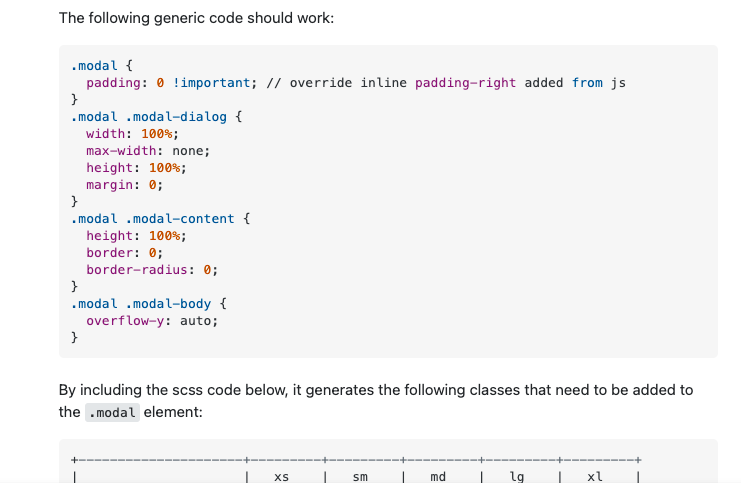 The following generic code should work:
.modal {
  padding: 0 !important; // override inline padding-right added from js
}
.modal .modal-dialog {
  width: 100%;
  max-width: none;
  height: 100%;
  margin: 0;
}
.modal .modal-content {
  height: 100%;
  border: 0;
  border-radius: 0;
}
.modal .modal-body {
  overflow-y: auto;
}
By including the scss code below, it generates the following classes that need to be added to
the .modal element:
+---------------------+---------+---------+---------+---------+---------+
|                     |   xs    |   sm    |   md    |   lg    |   xl    |